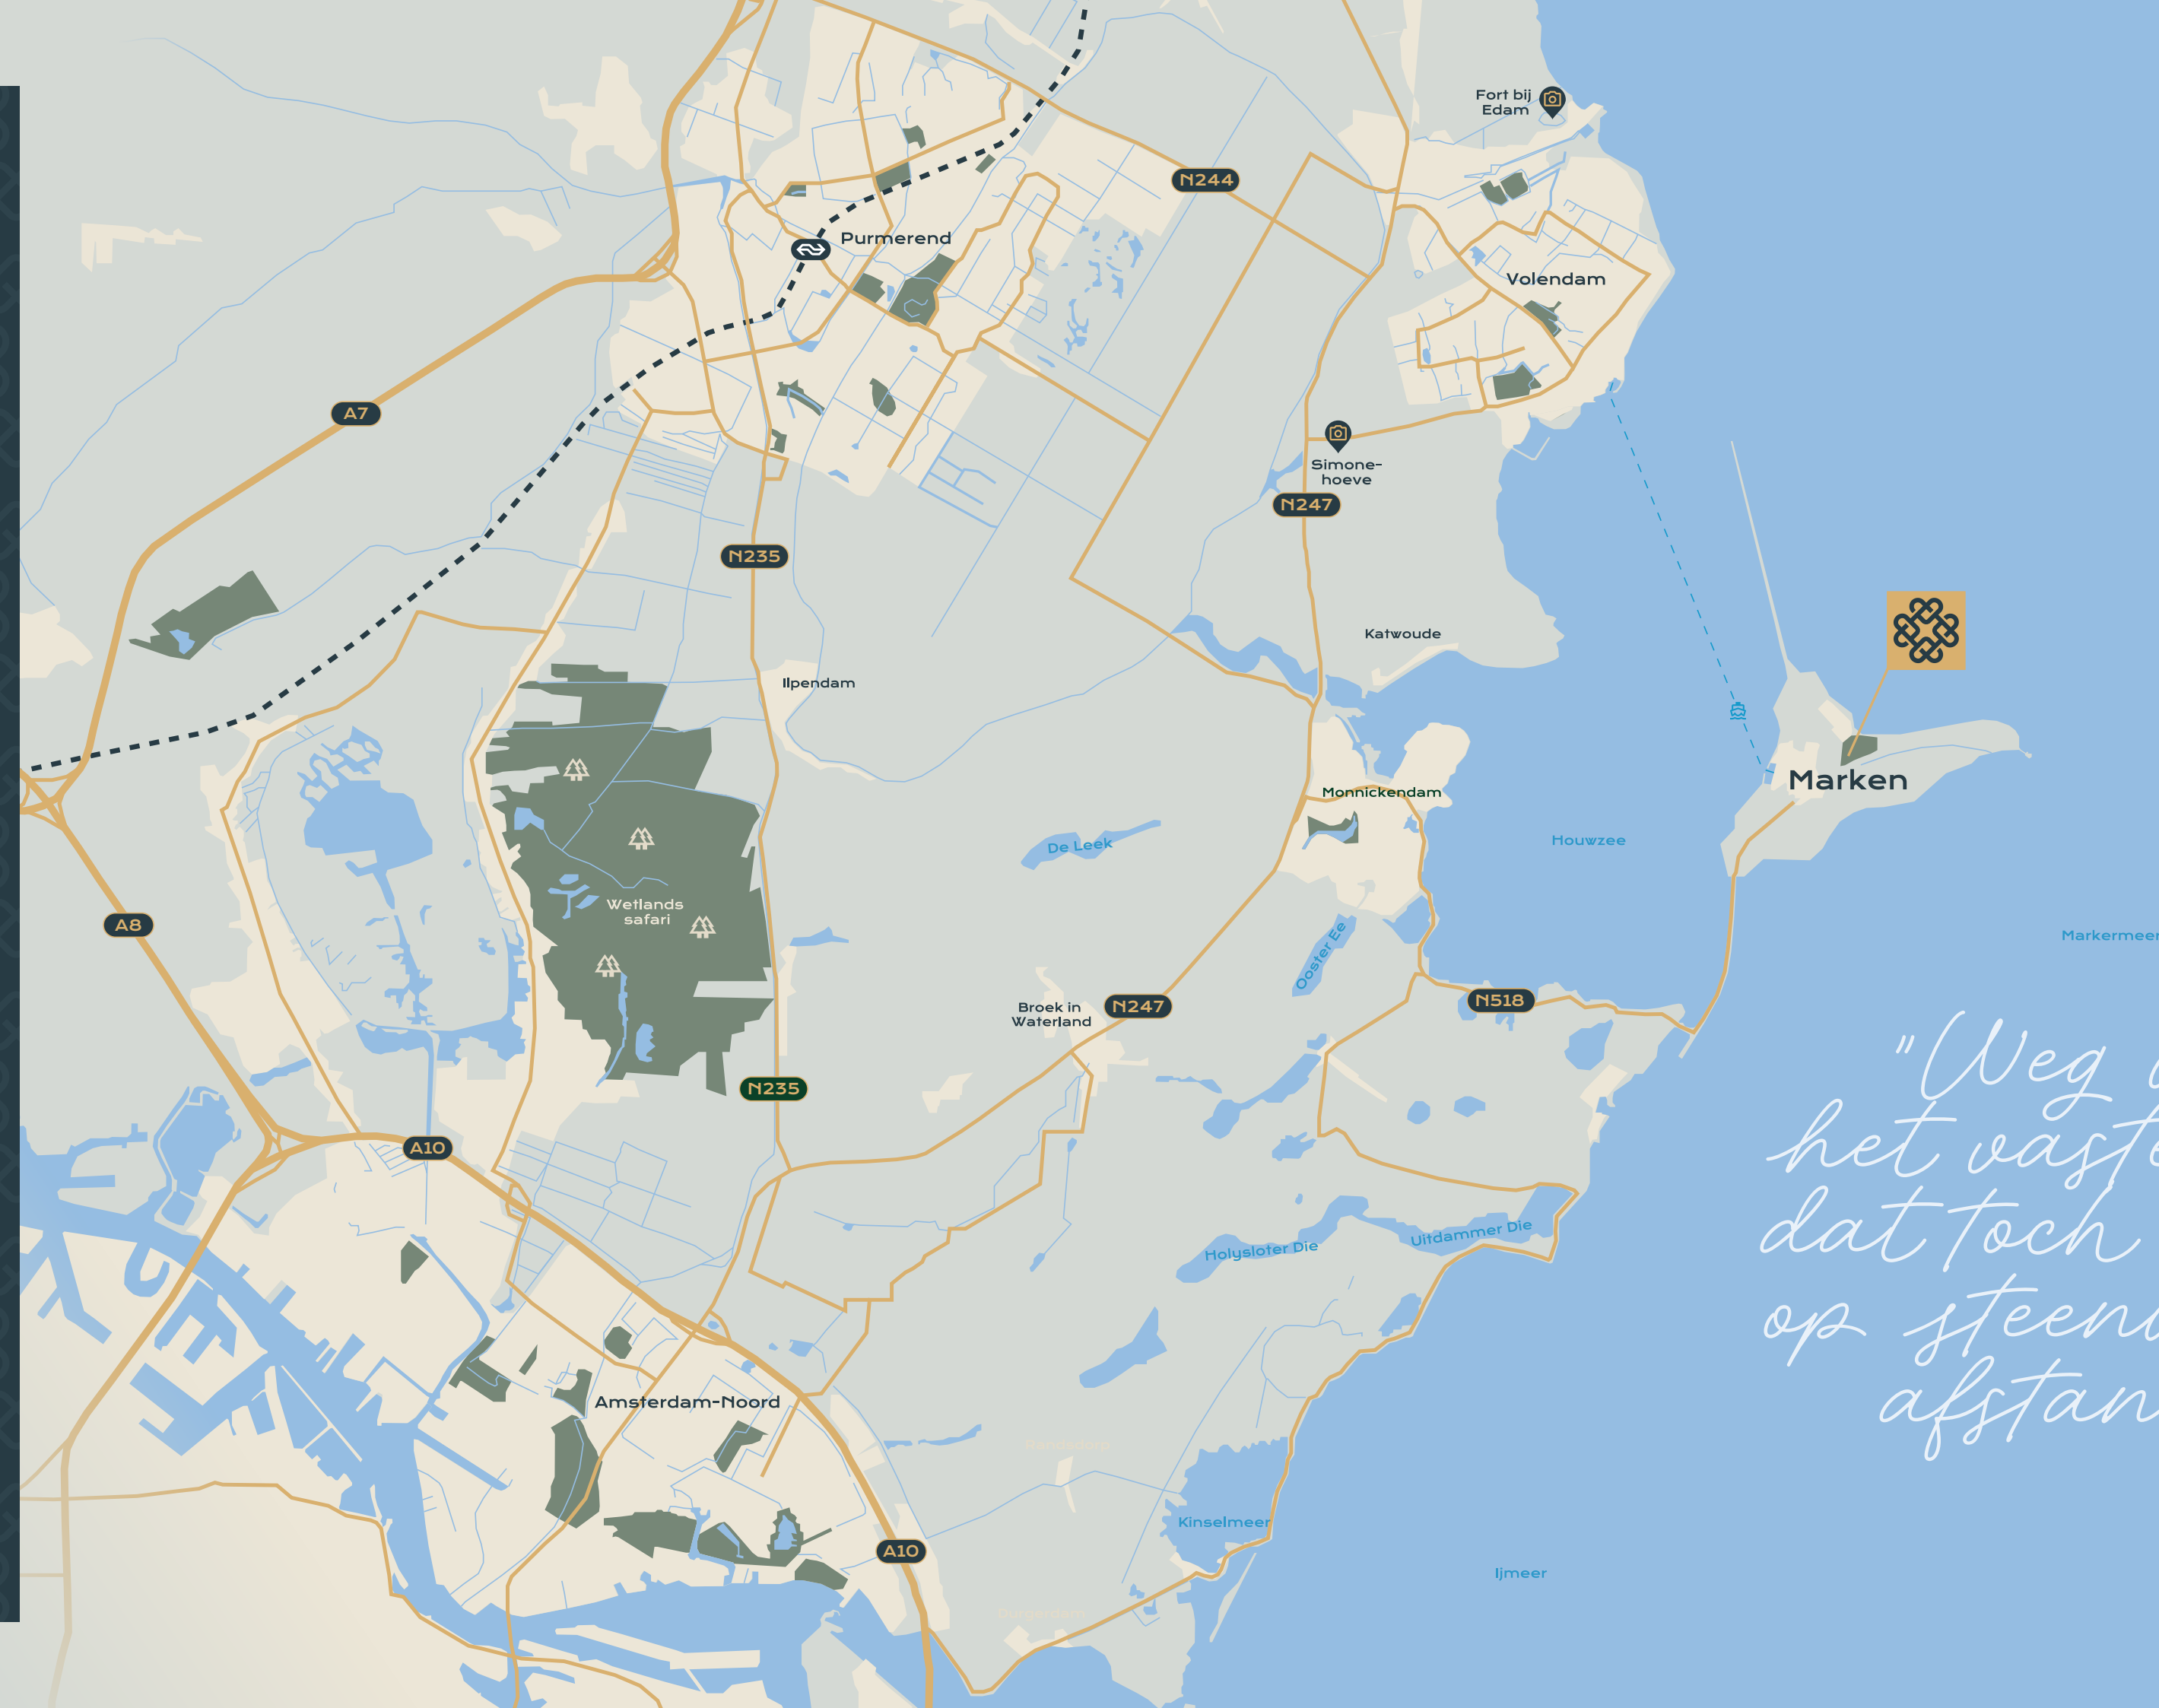 Fort bij
Edam
N244
Purmerend
Volendam
A7
Simone-
hoeve
N247
N235
Katwoude
Ilpendam
Marken
Monnickendam
De Leek
Houwzee
Wetlands
safari
A8
Markermeer
Ooster Ee
Broek in
Waterland
N247
N518
N235
"Weg
A10
het vaste
dat toch
Uitdammer Die
Holysloter Die
op
afstan
Amsterdam-Noord
Kinselmeer
A10
Ijmeer